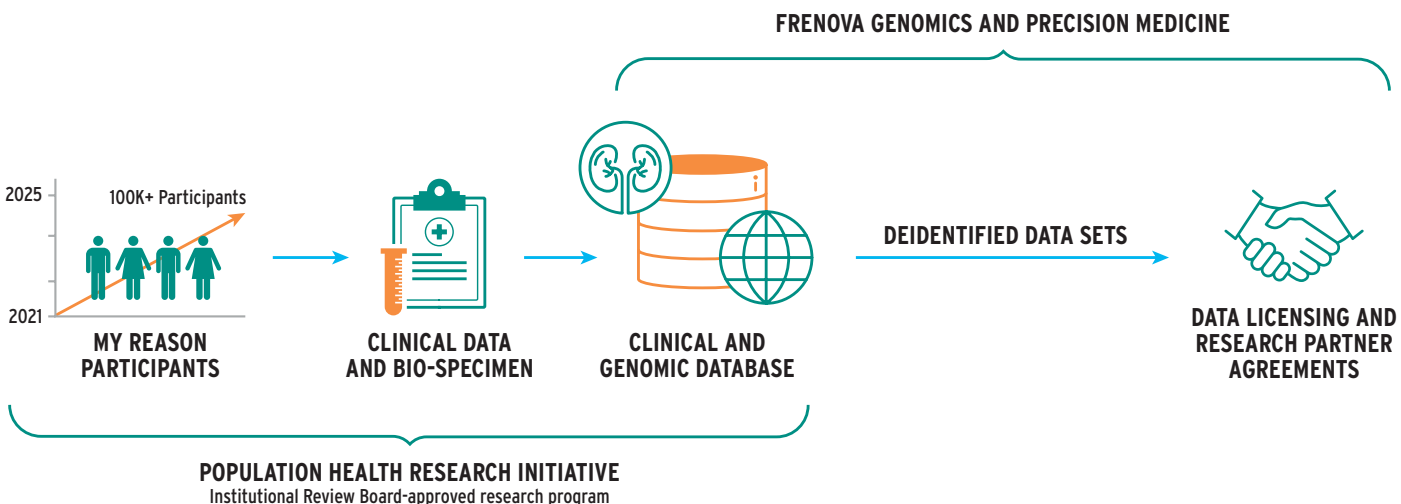 FRENOVA GENOMICS AND PRECISION MEDICINE
2025
100K+ Participants
2021
MY REASON
PARTICIPANTS
CLINICAL DATA
AND BIO-SPECIMEN
CLINICAL AND
GENOMIC DATABASE
DEIDENTIFIED DATA SETS
DATA LICENSING AND
RESEARCH PARTNER
AGREEMENTS
POPULATION HEALTH RESEARCH INITIATIVE
Institutional Review Board-approved research program